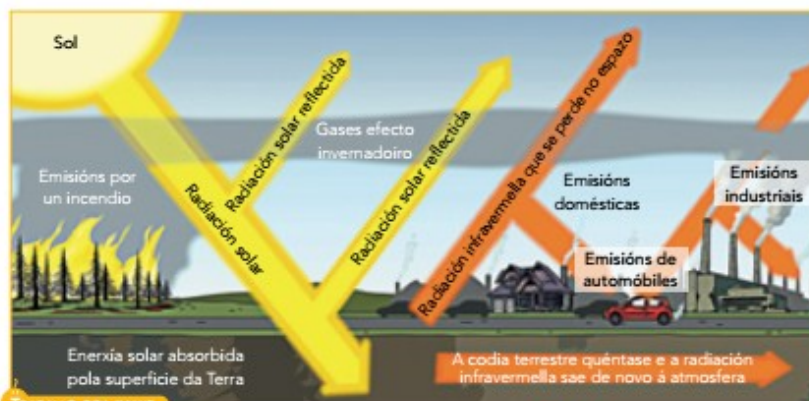 Sol
Radiación solar
Radiación solar reflectida
Gases efecto
invernadoiro
Radiación solar reflectida
Radiación infravermella que se perde no espazo
Emisións por
un incendio
Emisións
domésticas
Emisións
industriais
Emisións de
automóbiles
Enerxía solar absorbida
pola superficie da Terra
A codia terrestre quéntase e a radiación
infravermella sae de novo á atmosfera